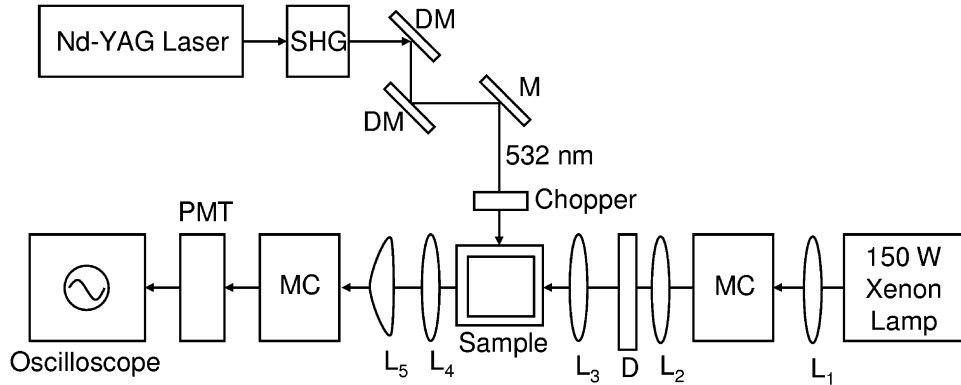 Nd-YAG Laser
SHG
DM
DM
M
532 nm
Chopper
PMT
MC
MC
150 W
Xenon
Lamp
Sample
Oscilloscope
L5
L4
L3
D
L2
L1